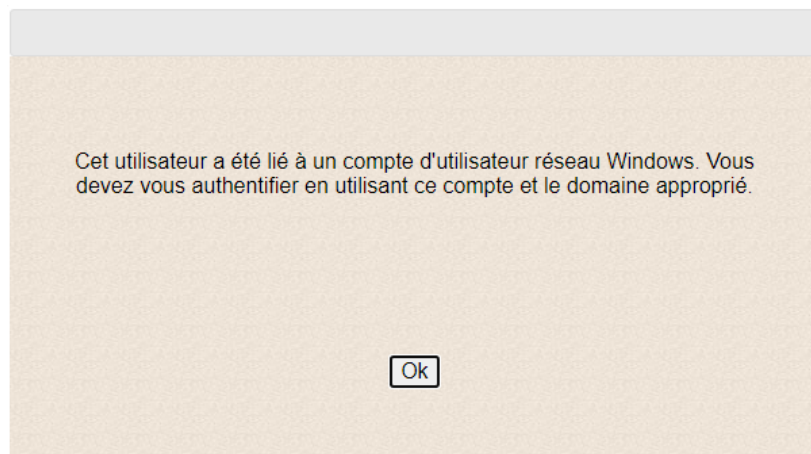 Cet utilisateur a été lié à un compte d'utilisateur réseau Windows. Vous
devez vous authentifier en utilisant ce compte et le domaine approprié.
Ok